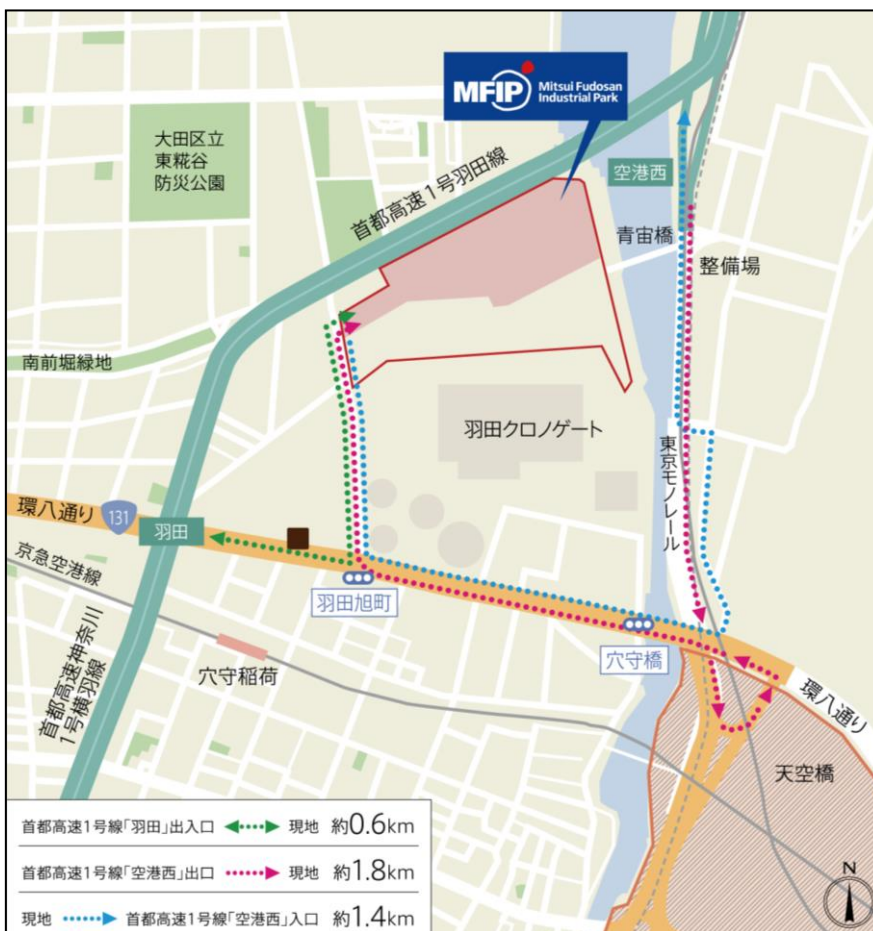 MFIP Mitsui Fudosan
Industrial Park
大田区立
東糀谷
防災公園
首都高速1号羽田線
空港西
青宙橋
整備場
南前堀緑地
羽田クロノゲート
東京モノレール
環八通り
131
羽田
京急空港線
羽田旭町
穴守橋
穴守稲荷
首都高速神奈川
1号横羽線
環八通り
天空橋
首都高速1号線「羽田」出入口 現地 約0.6km
首都高速1号線「空港西」出口 現地 約1.8km
現地 首都高速1号線「空港西」入口 約1.4km
N